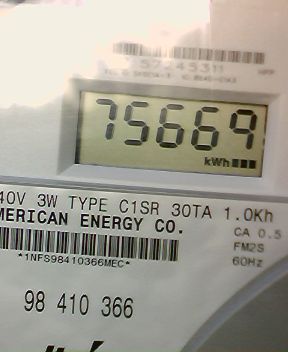 57245311
75669
kWh
40V 3W TYPE C1SR 30TA 1.0Kh
MERICAN ENERGY CO.
CA 0.5
*1NFS98410366MEC*
FM2S
60Hz
98 410 366